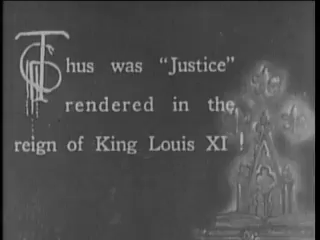 Thus was "Justice"
rendered in the
reign of King Louis XI !